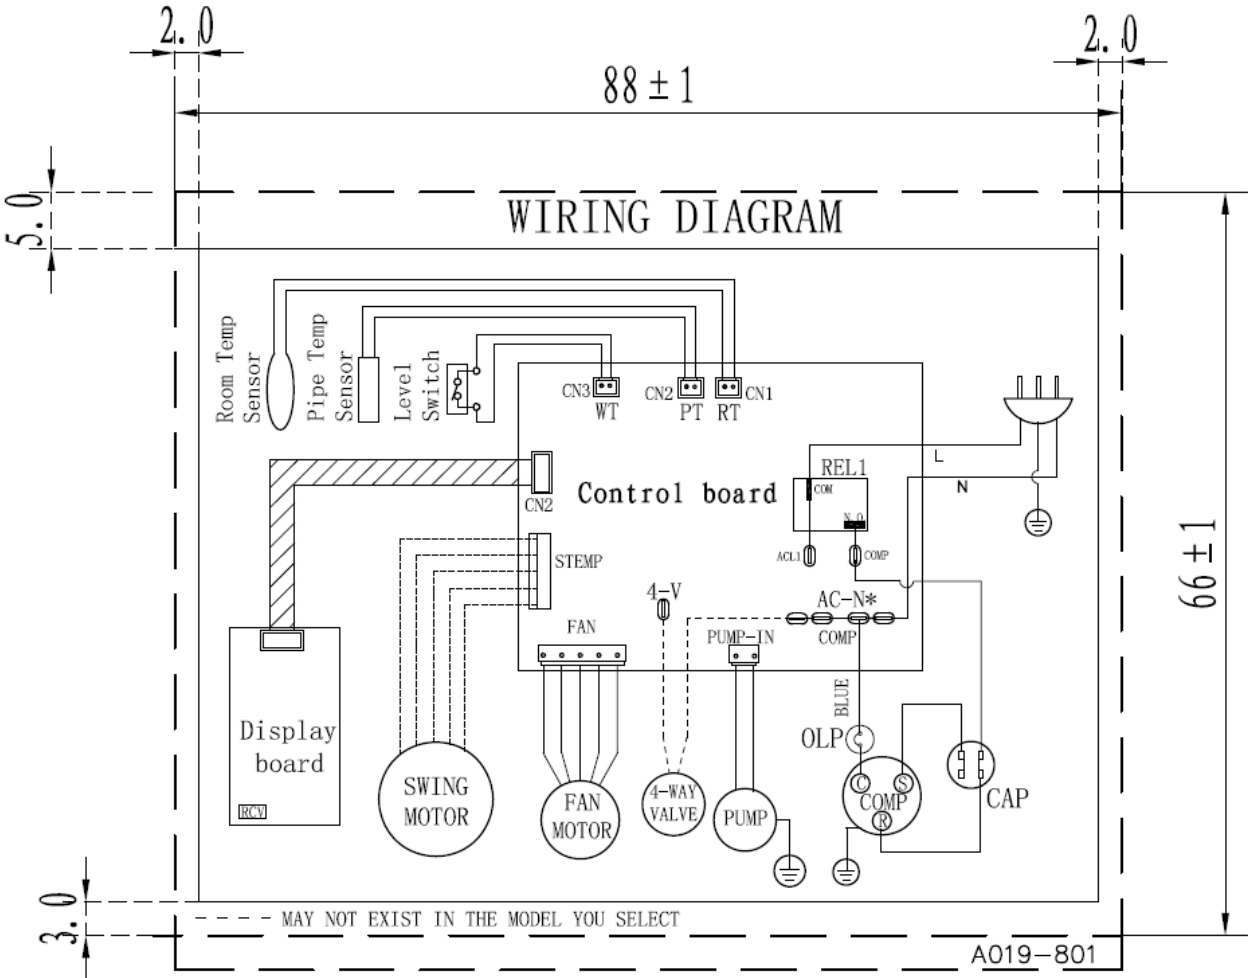 2.0
2.0
88±1
5.0
WIRING DIAGRAM
Room Temp
Sensor
Pipe Temp
Sensor
Level
Switch
CN3
WT
CN2
PT
RT
CN1
L
N
REL1
COM
N.O
Control board
CN2
ACL1
COMP
STEMP
66±1
4-V
AC-N*
FAN
PUMP-IN
COMP
BLUE
OLP
Display
board
RCV
SWING
MOTOR
FAN
MOTOR
4-WAY
VALVE
PUMP
C
S
COMP
R
CAP
3.0
MAY NOT EXIST IN THE MODEL YOU SELECT
A019-801